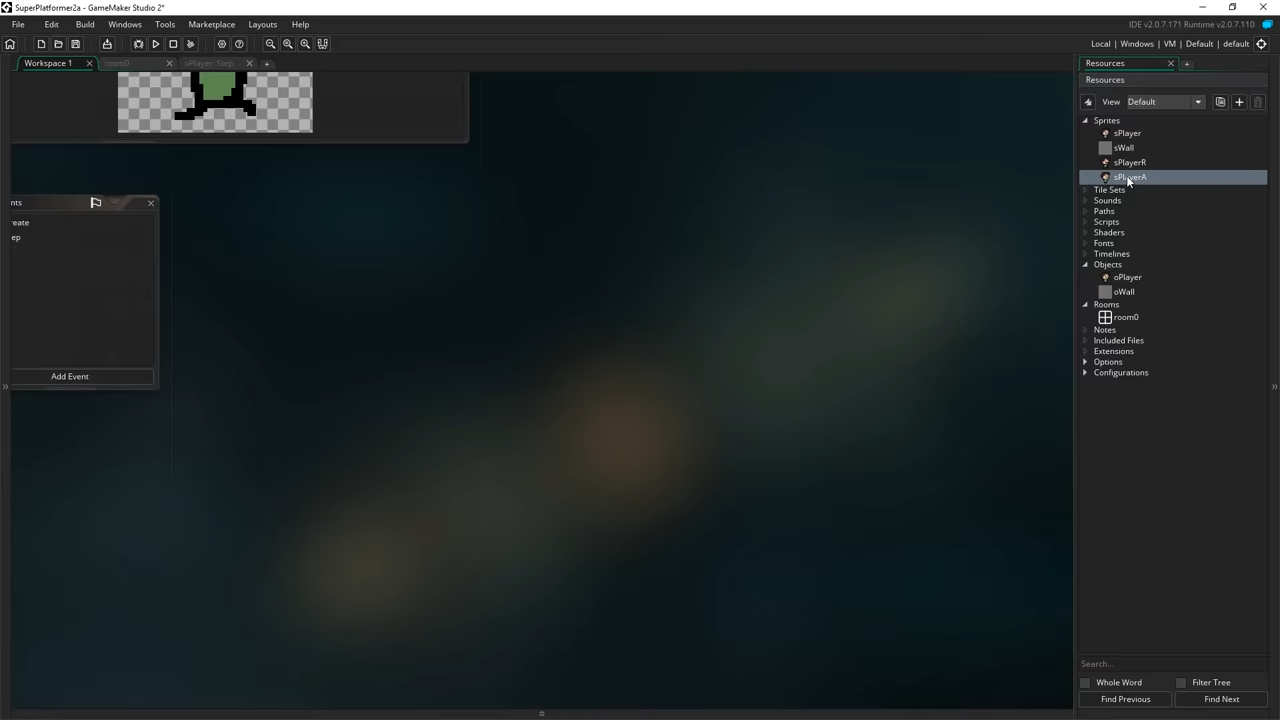 SuperPlatformer2a - GameMaker Studio 2*
File Edit Build Windows Tools Marketplace Layouts Help
IDE v2.0.7.171 Runtime v2.0.7.110
Local | Windows | VM | Default | default
Workspace 1 room0 oPlayer: Step
Resources
Resources
View Default
Sprites
sPlayer
sWall
sPlayerR
sPlayerA
Tile Sets
Sounds
Paths
Scripts
Shaders
Fonts
Timelines
Objects
oPlayer
oWall
Rooms
room0
Notes
Included Files
Extensions
Options
Configurations
nts
reate
ep
Add Event
Search...
Whole Word Filter Tree
Find Previous Find Next